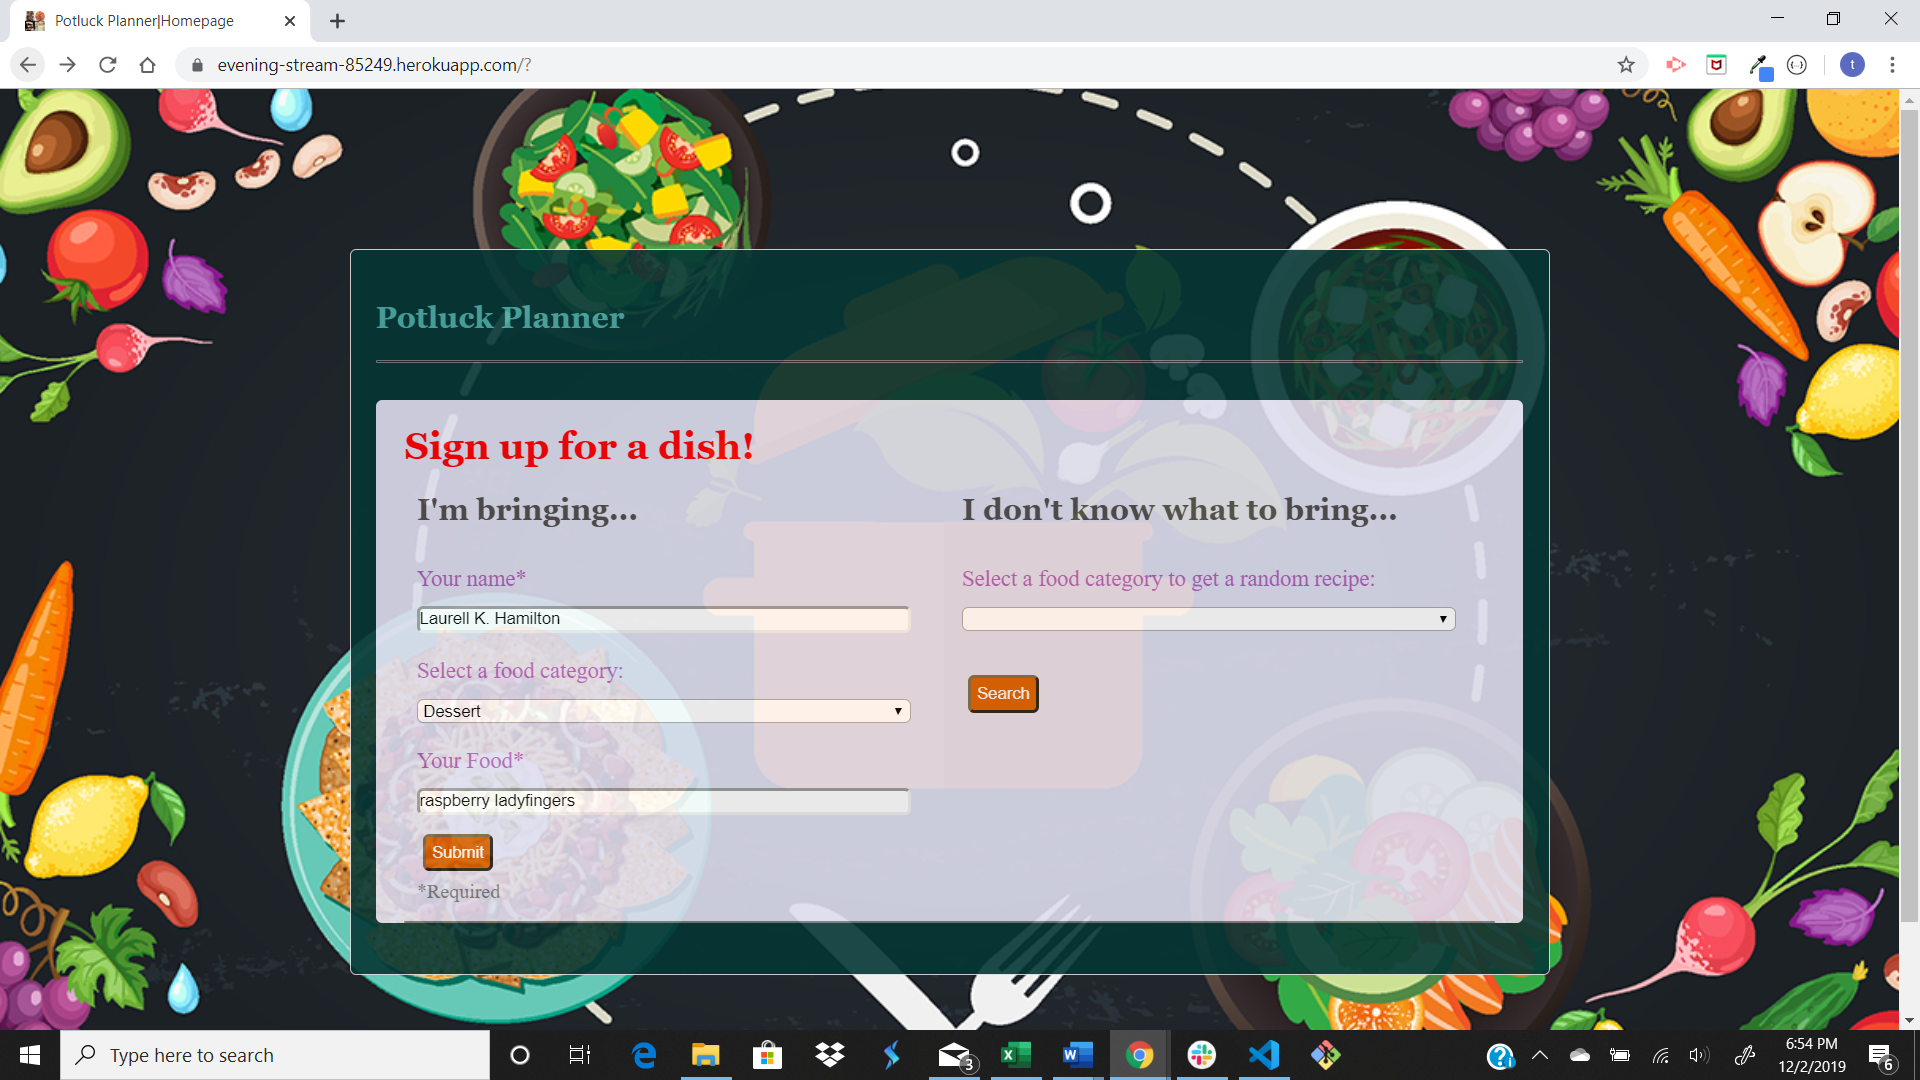 Potluck Planner|Homepage
evening-stream-85249.herokuapp.com/?
t
Potluck Planner
Sign up for a dish!
I'm bringing...
I don't know what to bring...
Your name*
Select a food category to get a random recipe:
Laurell K. Hamilton
Select a food category:
Search
Dessert
Your Food*
raspberry ladyfingers
Submit
*Required
Type here to search
3
6:54 PM
12/2/2019
6